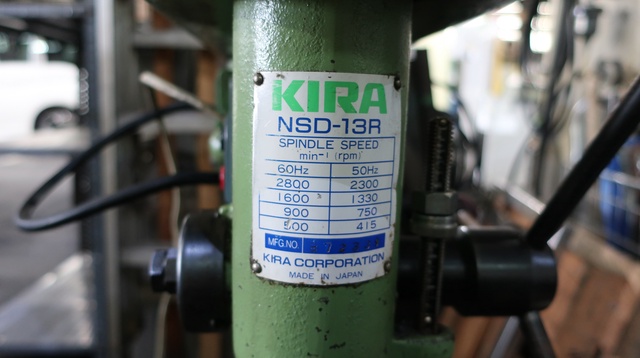 KIRA
NSD-13R
SPINDLE SPEED
min-1 (rpm)
60Hz 50Hz
2800 2300
1600 1330
900 750
500 415
MFG.NO.
KIRA CORPORATION
MADE IN JAPAN